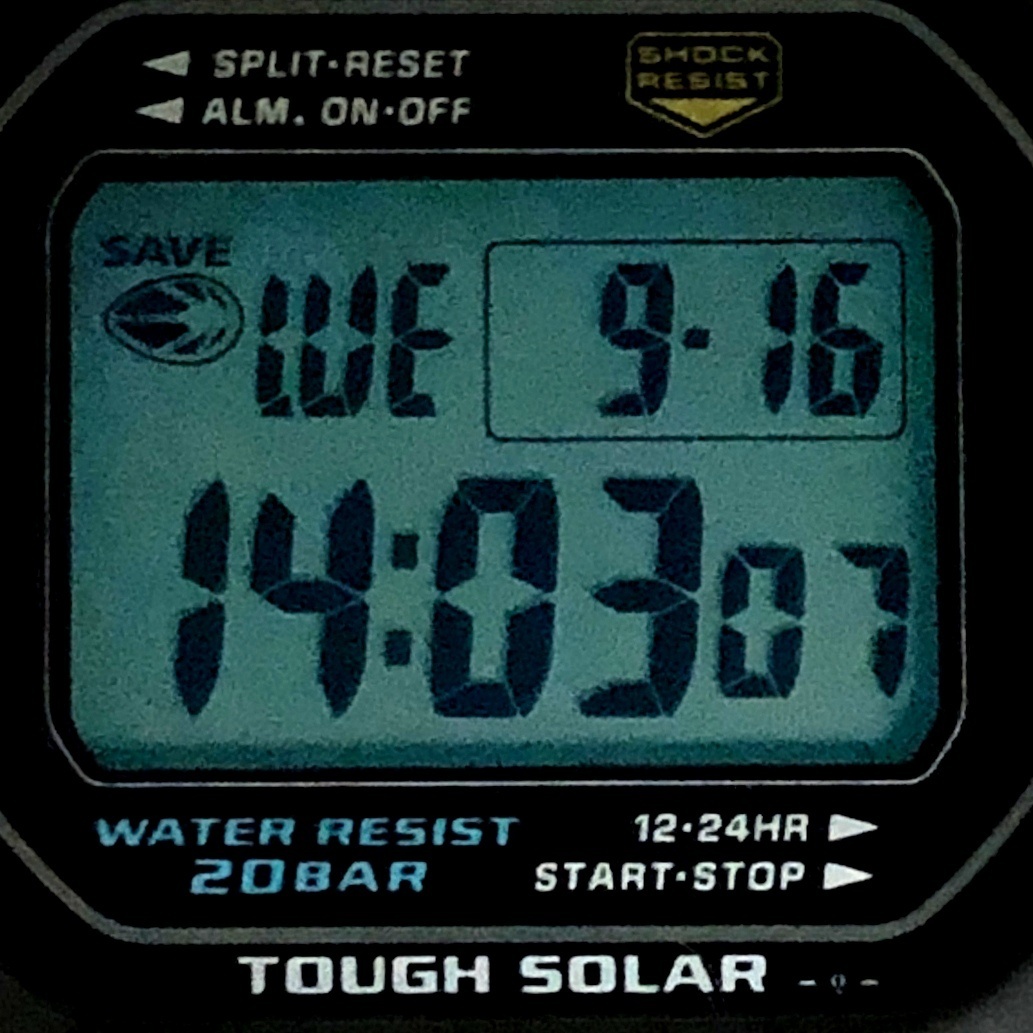 SPLIT·RESET
ALM. ON·OFF
SHOCK
RESIST
SAVE
WE 9-16
14:03 07
WATER RESIST
20BAR
12·24HR
START·STOP
TOUGH SOLAR